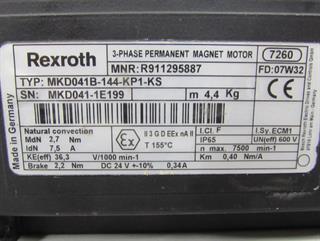 Rexroth
3-PHASE PERMANENT MAGNET MOTOR
7260
MNR: R911295887
FD: 07W32
TYP: MKD041B-144-KP1-KS
SN: MKD041-1E199
m 4,4 Kg
Made in Germany
Natural convection
MdN 2,7 Nm
IdN 7,5 A
KE(eff) 36,3 V/1000 min-1
Brake 2,2 Nm DC 24 V +-10% 0,34A
Ex
II 3 G D EEx nA II
T 155°C
I.Cl. F
I.Sy. ECM1
IP65
UN(eff) 600 V
n max. 7500 min-1
Km 0,40 Nm/A